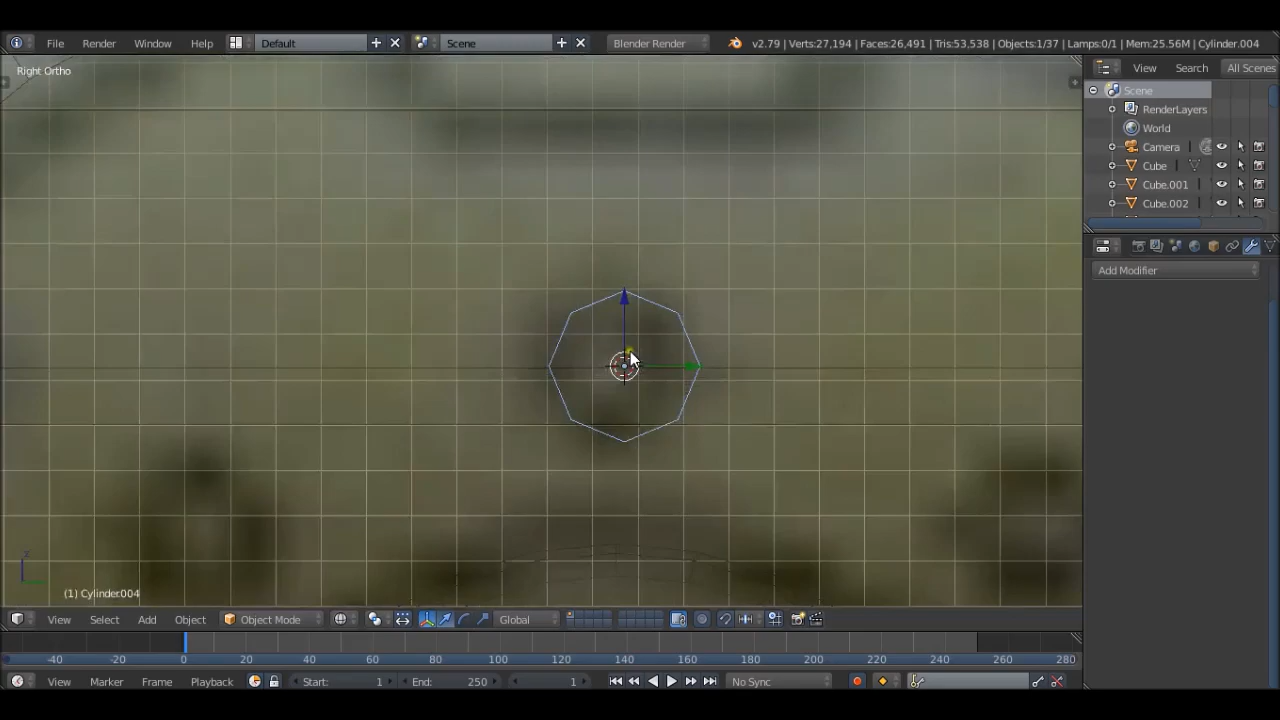 File Render Window Help Default Scene Blender Render v2.79 | Verts:27,194 | Faces:26,491 | Tris:53,538 | Objects:1/37 | Lamps:0/1 | Mem:25.56M | Cylinder.004
Right Ortho
View Search All Scenes
Scene
RenderLayers
World
Camera
Cube
Cube.001
Cube.002
Add Modifier
z
(1) Cylinder.004
View Select Add Object Object Mode Global
-40 -20 0 20 40 60 80 100 120 140 160 180 200 220 240 260 280
View Marker Frame Playback Start: 1 End: 250 1 No Sync